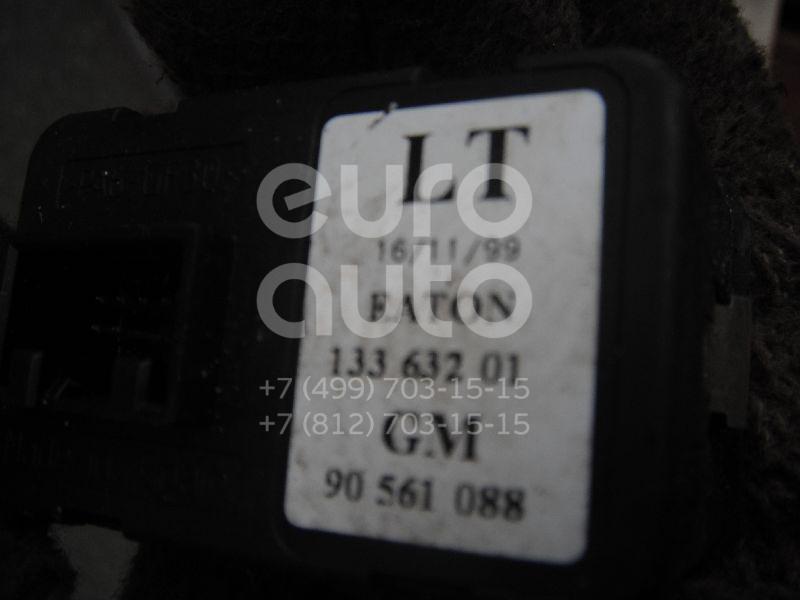 LT
16/11/99
EATON
133 632 01
GM
90 561 088
euro
auto
+7 (499) 703-15-15
+7 (812) 703-15-15